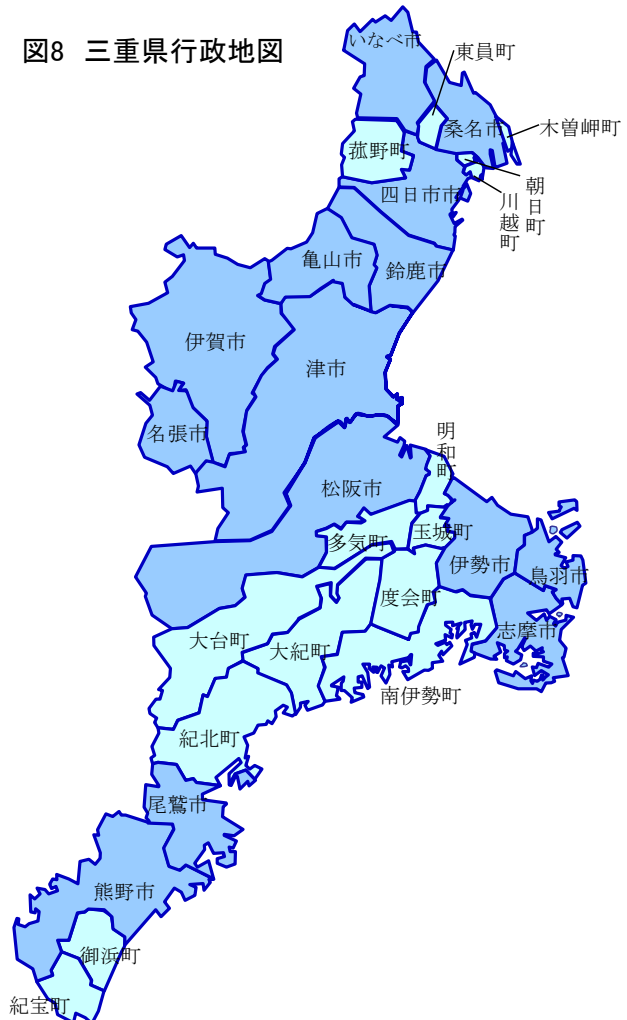 図8 三重県行政地図
いなべ市
東員町
桑名市
木曽岬町
菰野町
朝日町
川越町
四日市市
亀山市
鈴鹿市
伊賀市
津市
名張市
明和町
松阪市
多気町
玉城町
伊勢市
鳥羽市
度会町
志摩市
大台町
大紀町
南伊勢町
紀北町
尾鷲市
熊野市
御浜町
紀宝町